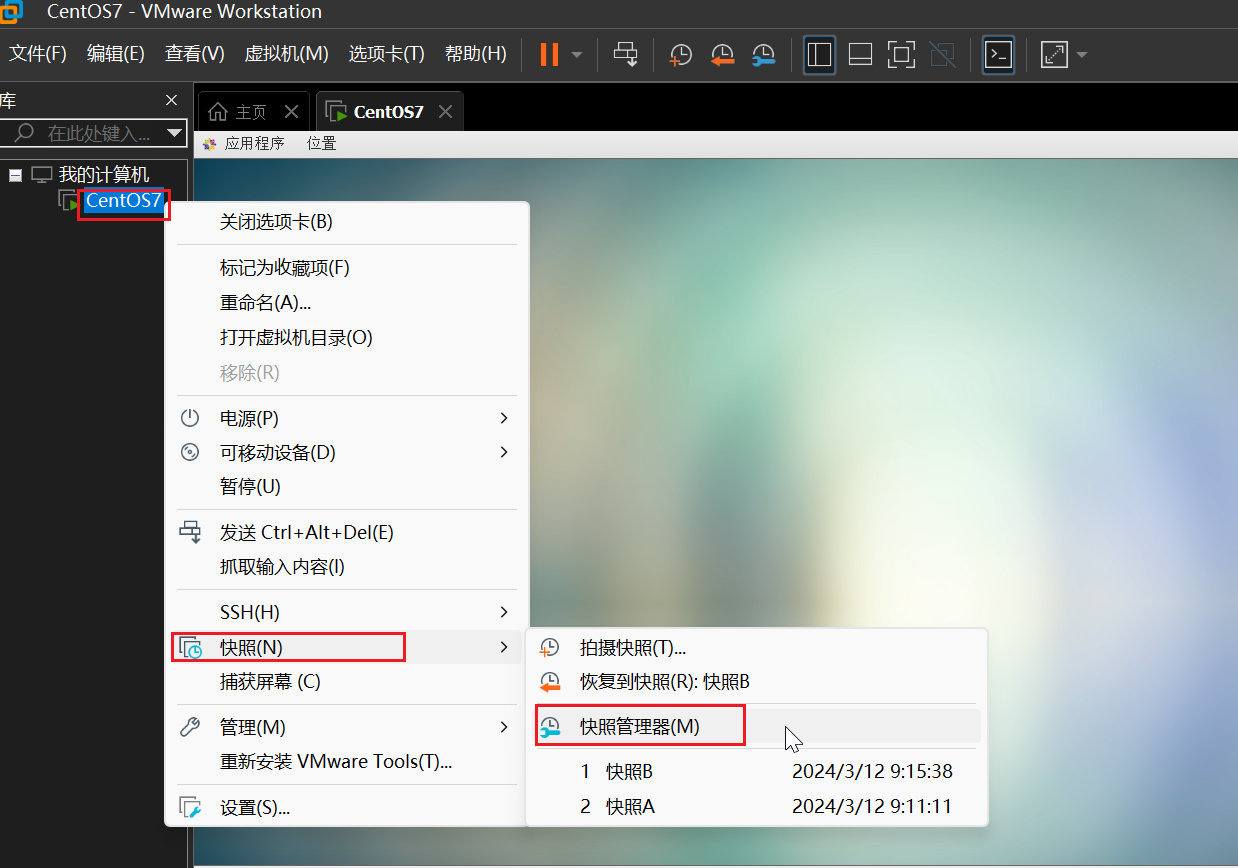 CentOS7 - VMware Workstation
文件(F) 编辑(E) 查看(V) 虚拟机(M) 选项卡(T) 帮助(H)
库
主页 CentOS7
在此处键入...
应用程序 位置
我的计算机
CentOS7
关闭选项卡(B)
标记为收藏项(F)
重命名(A)...
打开虚拟机目录(O)
移除(R)
电源(P)
可移动设备(D)
暂停(U)
发送 Ctrl+Alt+Del(E)
抓取输入内容(I)
SSH(H)
快照(N)
捕获屏幕 (C)
管理(M)
重新安装 VMware Tools(T)...
设置(S)...
拍摄快照(T)...
恢复到快照(R): 快照B
快照管理器(M)
1 快照B 2024/3/12 9:15:38
2 快照A 2024/3/12 9:11:11